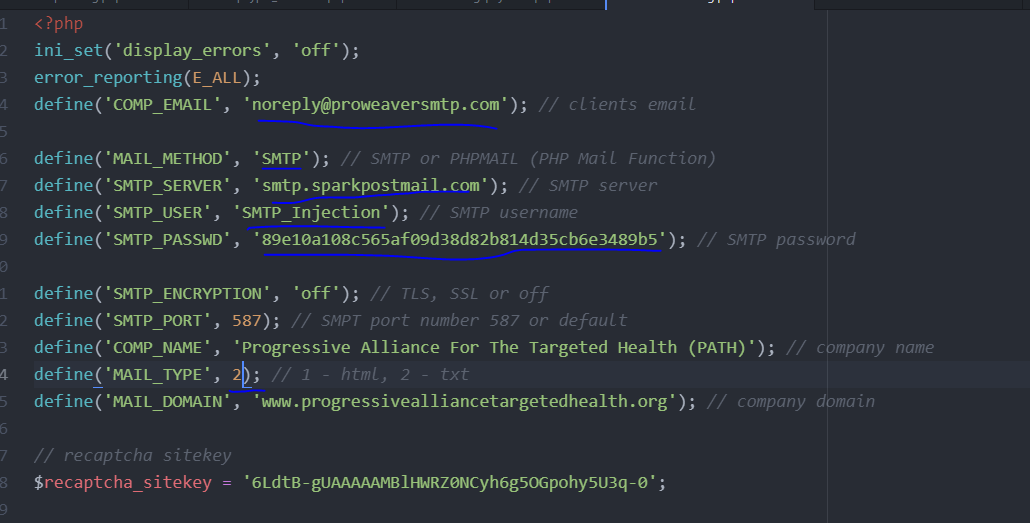 1 <?php
2 ini_set('display_errors', 'off');
3 error_reporting(E_ALL);
4 define('COMP_EMAIL', 'noreply@proweaversmtp.com'); // clients email
5
6 define('MAIL_METHOD', 'SMTP'); // SMTP or PHPMAIL (PHP Mail Function)
7 define('SMTP_SERVER', 'smtp.sparkpostmail.com'); // SMTP server
8 define('SMTP_USER', 'SMTP_Injection'); // SMTP username
9 define('SMTP_PASSWD', '89e10a108c565af09d38d82b814d35cb6e3489b5'); // SMTP password
0
1 define('SMTP_ENCRYPTION', 'off'); // TLS, SSL or off
2 define('SMTP_PORT', 587); // SMPT port number 587 or default
3 define('COMP_NAME', 'Progressive Alliance For The Targeted Health (PATH)'); // company name
4 define('MAIL_TYPE', 2); // 1 - html, 2 - txt
5 define('MAIL_DOMAIN', 'www.progressivealliancetargetedhealth.org'); // company domain
6
7 // recaptcha sitekey
8 $recaptcha_sitekey = '6LdtB-gUAAAAAMBlHWRZ0NCyh6g5OGpohy5U3q-0';
9